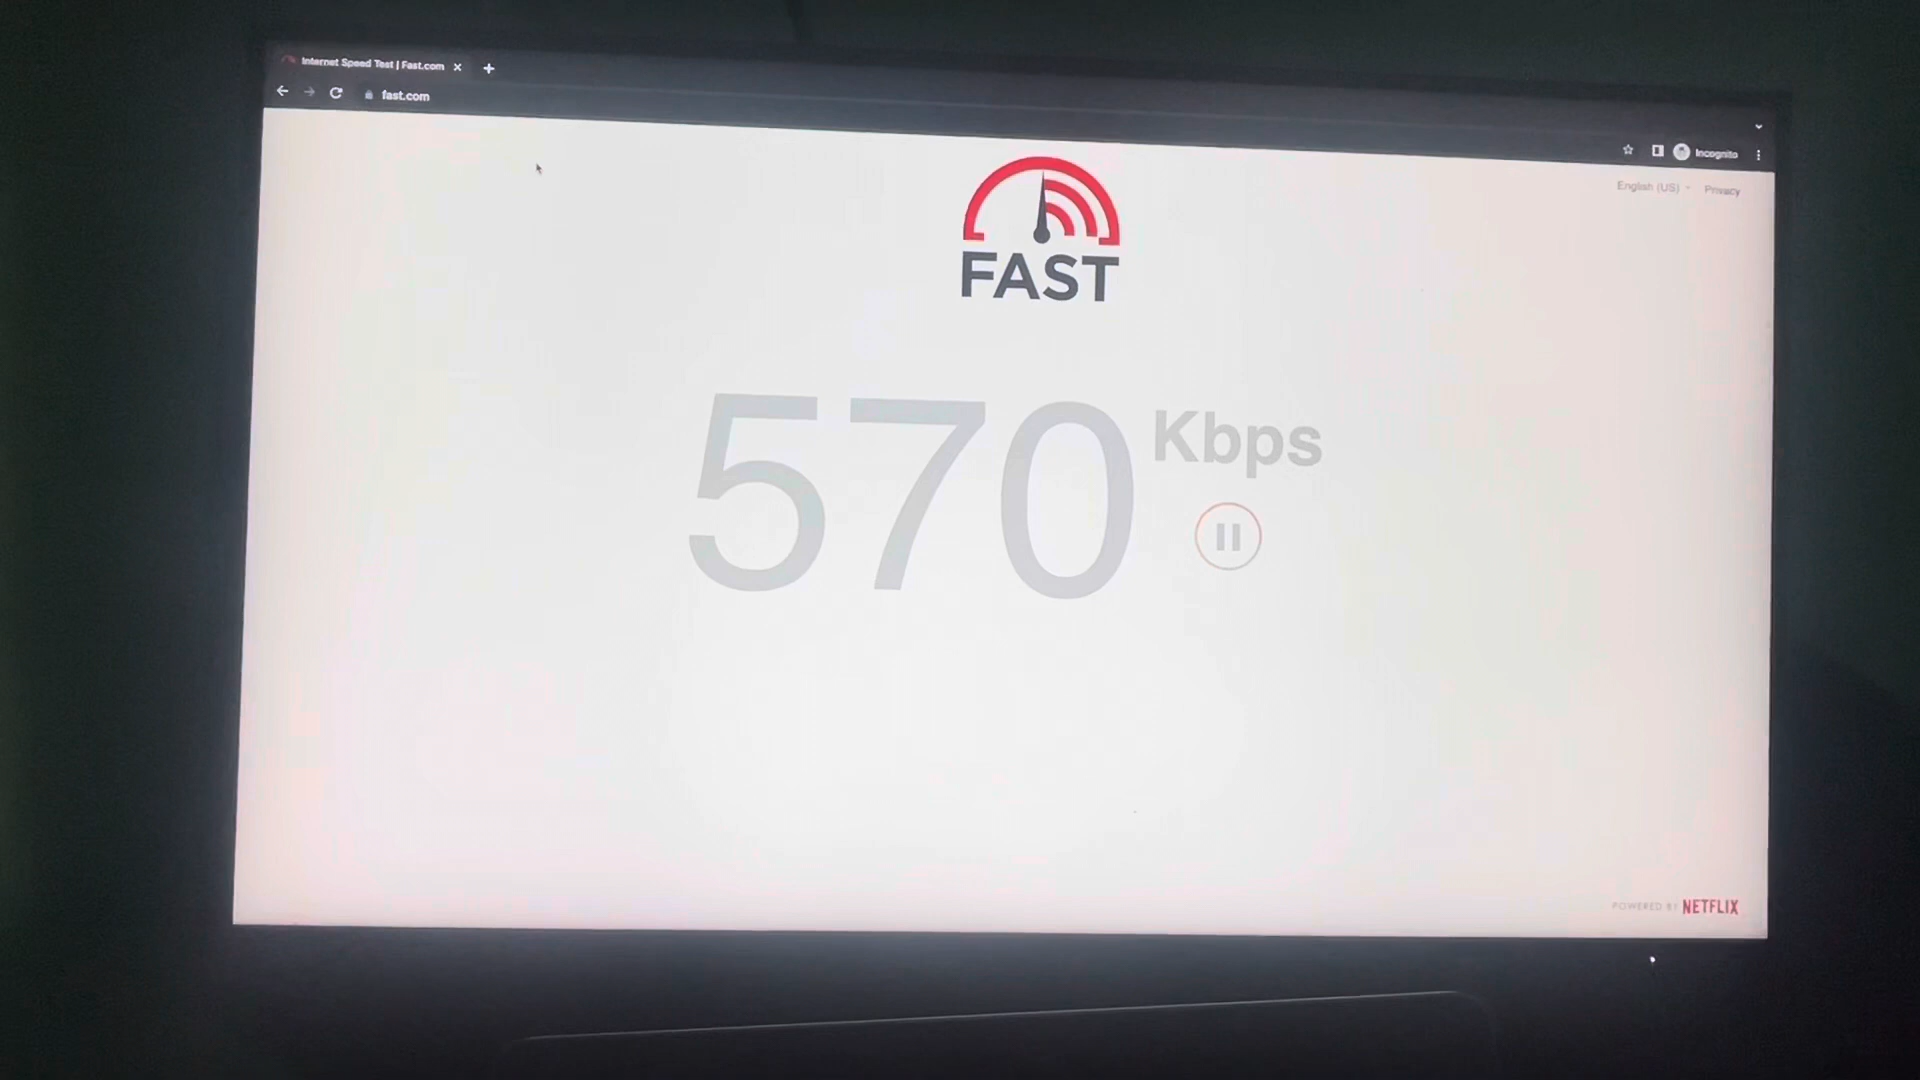 Internet Speed Test | Fast.com
fast.com
Incognito
English (US)
Privacy
FAST
570 Kbps
POWERED BY NETFLIX